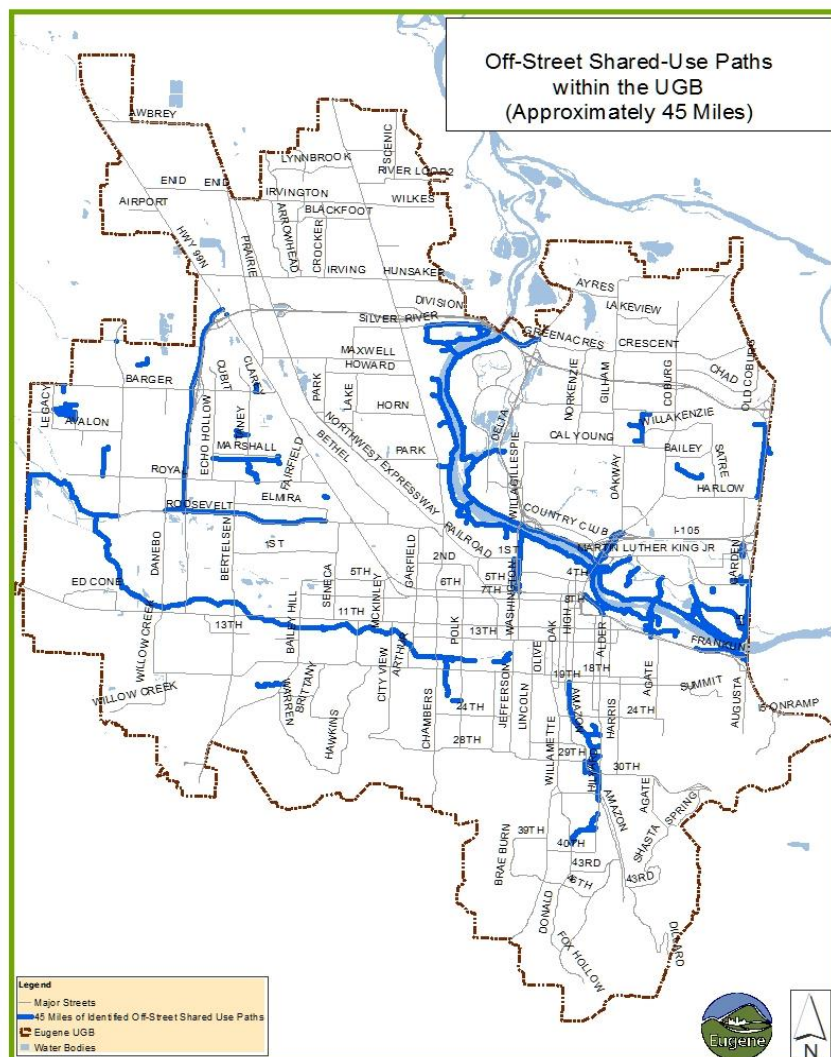 Off-Street Shared-Use Paths
within the UGB
(Approximately 45 Miles)
AWBREY
LYNNBROOK
SCENIC
RIVER LOOP2
ENID
ENID
IRVINGTON
WILKES
AIRPORT
BLACKFOOT
ARROWHEAD
CROCKER
HWY 99N
PRAIRIE
IRVING
HUNSAKER
AYRES
LAKEVIEW
DIVISION
SILVER
RIVER
GREENACRES
CRESCENT
MAXWELL
HOWARD
CHAD
OLD COBURG
BARGER
CUBIT
CLAREY
PARK
LAKE
HORN
NORKENZIE
GILHAM
COBURG
LEGACY
AVALON
ECHO HOLLOW
TANEY
DELTA
WILLAKENZIE
MARSHALL
FAIRFIELD
BETHEL
NORTHWEST EXPRESSWAY
PARK
WILLAGILLESPIE
CAL YOUNG
BAILEY
SATRE
ROYAL
OAKWAY
HARLOW
ROOSEVELT
ELMIRA
RAILROAD
COUNTRY CLUB
I-105
DANEBO
BERTELSEN
1ST
GARFIELD
2ND
1ST
MARTIN LUTHER KING JR
GARDEN
ED CONE
SENECA
5TH
MCKINLEY
6TH
5TH
7TH
WASHINGTON
4TH
8TH
WILLOW CREEK
13TH
BAILEY HILL
11TH
ARTHUR
POLK
13TH
OAK
HIGH
ALDER
FRANKLIN
WILLOW CREEK
WARREN
BRITTANY
HAWKINS
CITY VIEW
CHAMBERS
24TH
JEFFERSON
LINCOLN
OLIVE
19TH
18TH
AMAZON
HARRIS
AGATE
24TH
SUMMIT
AUGUSTA
28TH
WILLAMETTE
29TH
HILYARD
30TH
AMAZON
AGATE
SPRING
SHASTA
39TH
40TH
BRAE BURN
43RD
43RD
46TH
DONALD
FOX HOLLOW
DILLARD
Legend
Major Streets
45 Miles of Identified Off-Street Shared Use Paths
Eugene UGB
Water Bodies
Eugene
N